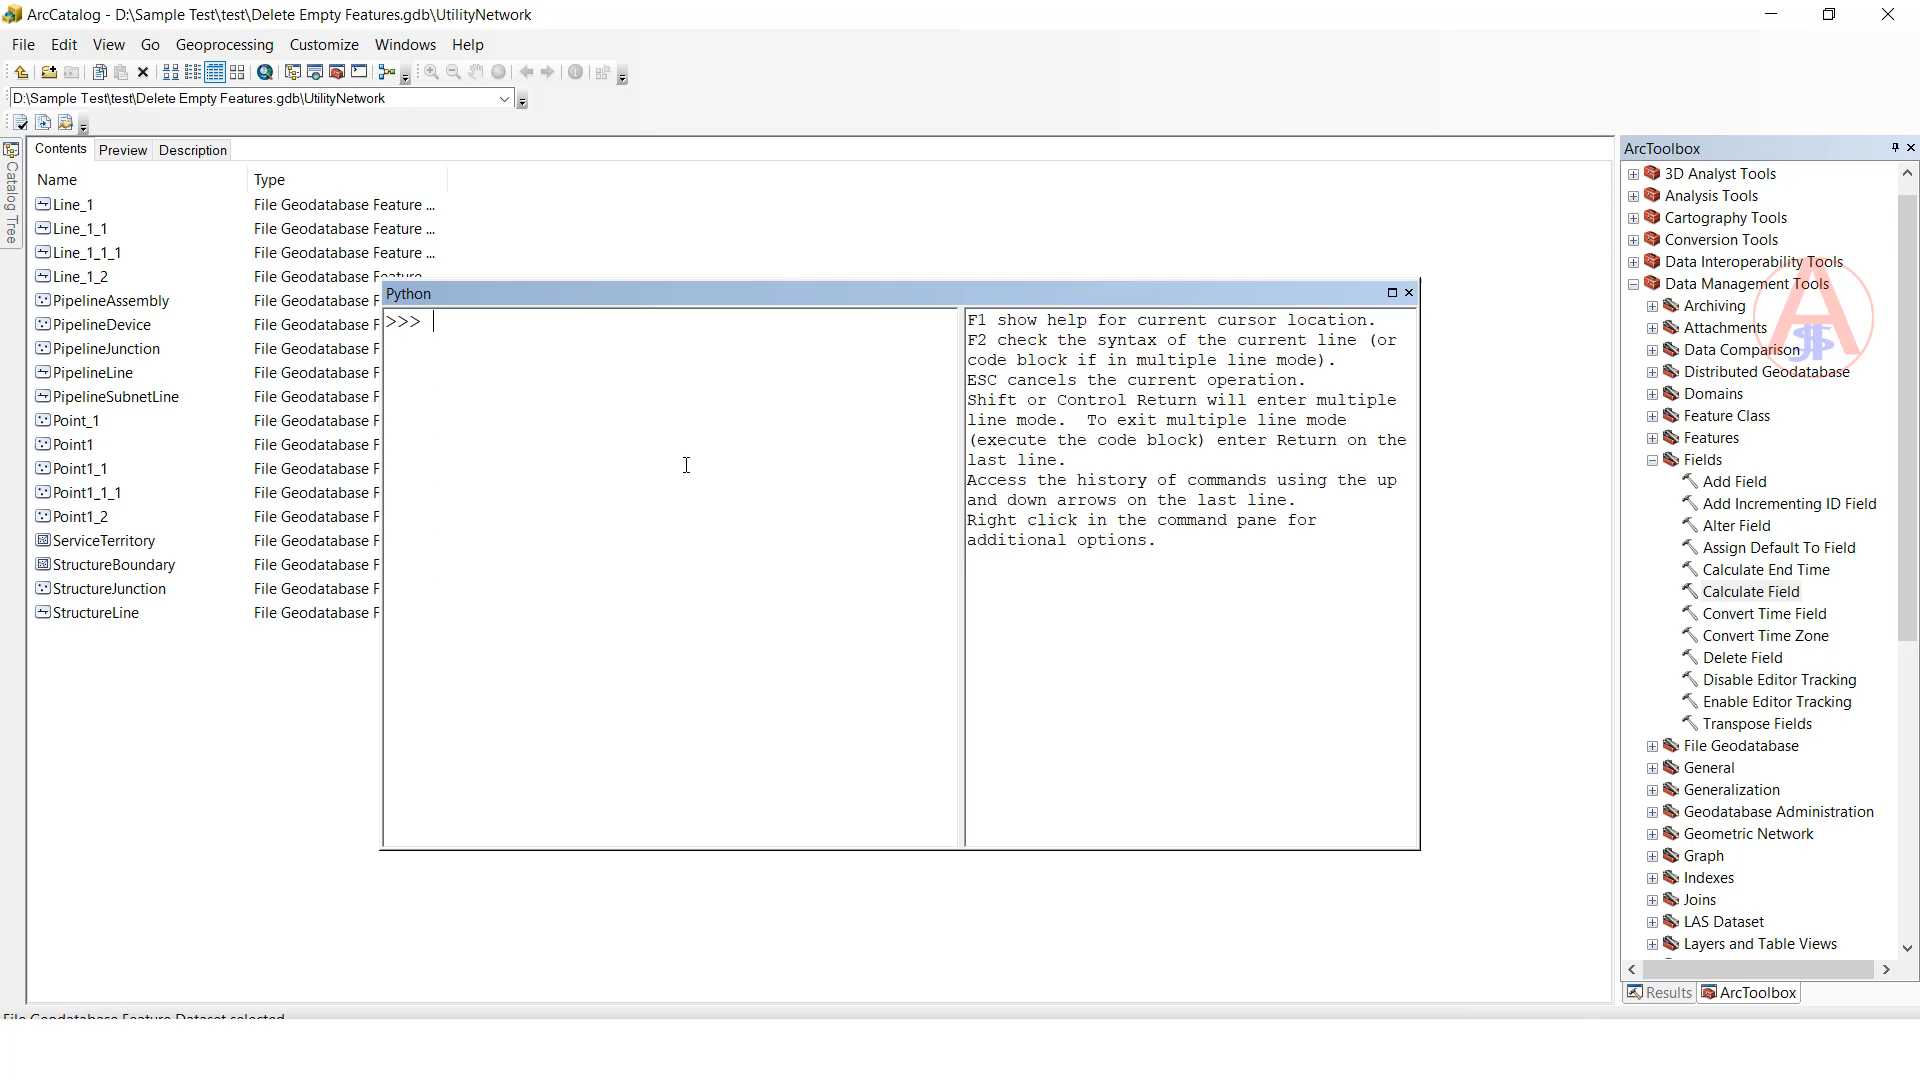 ArcCatalog - D:\Sample Test\test\Delete Empty Features.gdb\UtilityNetwork
File Edit View Go Geoprocessing Customize Windows Help
D:\Sample Test\test\Delete Empty Features.gdb\UtilityNetwork
Catalog Tree
Contents Preview Description
Name Type
Line_1 File Geodatabase Feature ...
Line_1_1 File Geodatabase Feature ...
Line_1_1_1 File Geodatabase Feature ...
Line_1_2 File Geodatabase Feature
PipelineAssembly File Geodatabase F
PipelineDevice File Geodatabase F
PipelineJunction File Geodatabase F
PipelineLine File Geodatabase F
PipelineSubnetLine File Geodatabase F
Point_1 File Geodatabase F
Point1 File Geodatabase F
Point1_1 File Geodatabase F
Point1_1_1 File Geodatabase F
Point1_2 File Geodatabase F
ServiceTerritory File Geodatabase F
StructureBoundary File Geodatabase F
StructureJunction File Geodatabase F
StructureLine File Geodatabase F
Python
>>>
F1 show help for current cursor location.
F2 check the syntax of the current line (or
code block if in multiple line mode).
ESC cancels the current operation.
Shift or Control Return will enter multiple
line mode. To exit multiple line mode
(execute the code block) enter Return on the
last line.
Access the history of commands using the up
and down arrows on the last line.
Right click in the command pane for
additional options.
ArcToolbox
3D Analyst Tools
Analysis Tools
Cartography Tools
Conversion Tools
Data Interoperability Tools
Data Management Tools
Archiving
Attachments
Data Comparison
Distributed Geodatabase
Domains
Feature Class
Features
Fields
Add Field
Add Incrementing ID Field
Alter Field
Assign Default To Field
Calculate End Time
Calculate Field
Convert Time Field
Convert Time Zone
Delete Field
Disable Editor Tracking
Enable Editor Tracking
Transpose Fields
File Geodatabase
General
Generalization
Geodatabase Administration
Geometric Network
Graph
Indexes
Joins
LAS Dataset
Layers and Table Views
Results ArcToolbox
File Geodatabase Feature Dataset selected